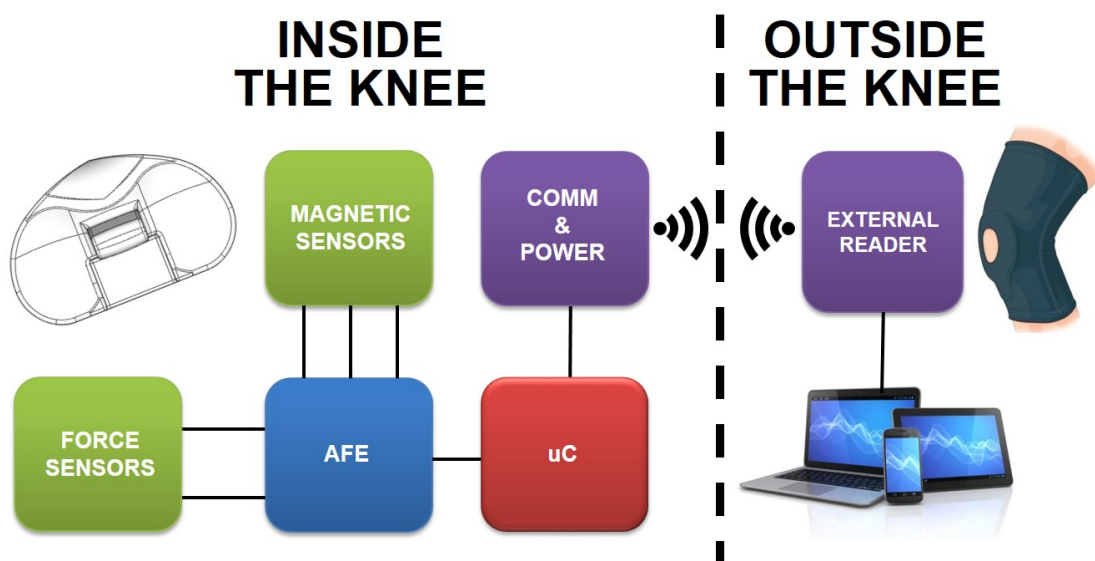 INSIDE
THE KNEE
OUTSIDE
THE KNEE
MAGNETIC
SENSORS
COMM
&
POWER
EXTERNAL
READER
FORCE
SENSORS
AFE
uC